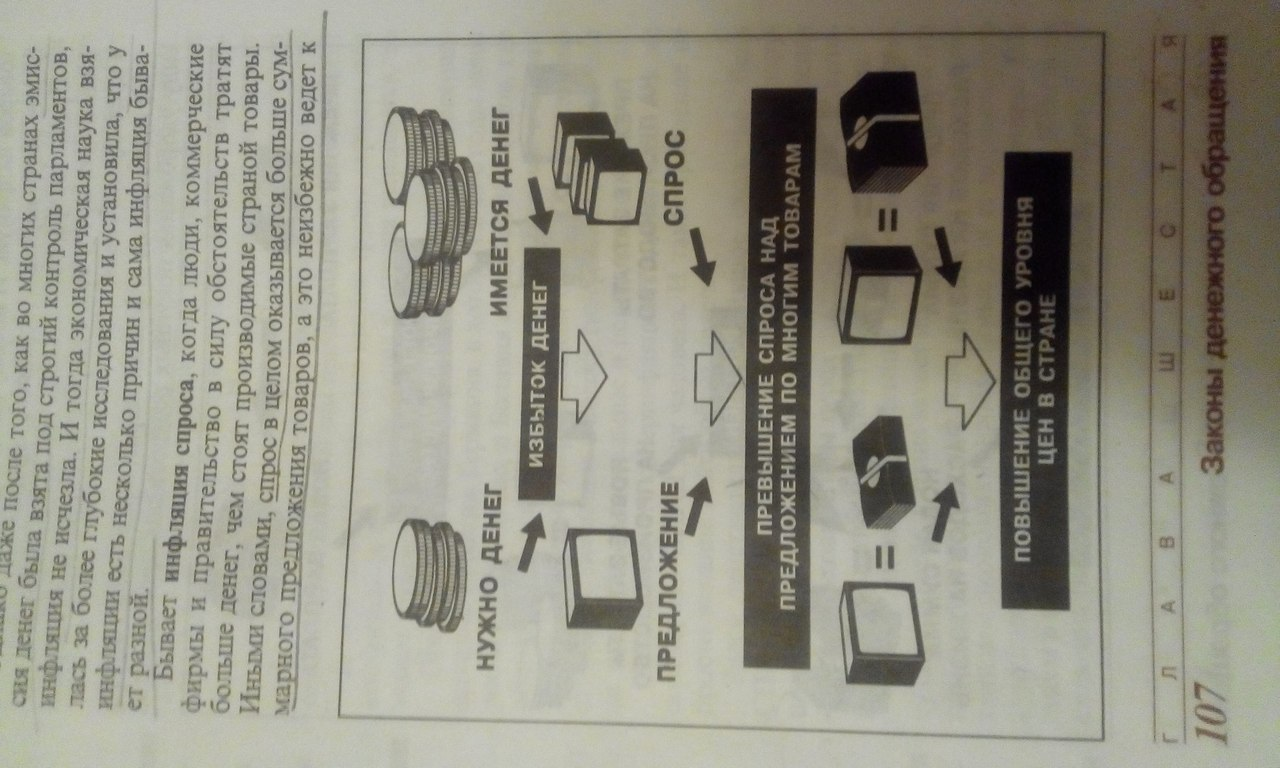 даже после того, как во многих странах эмис-
сия денег была взята под строгий контроль парламентов,
инфляция не исчезла. И тогда экономическая наука взя-
лась за более глубокие исследования и установила, что у
инфляции есть несколько причин и сама инфляция быва-
ет разной.
Бывает инфляция спроса, когда люди, коммерческие
фирмы и правительство в силу обстоятельств тратят
больше денег, чем стоят производимые страной товары.
Иными словами, спрос в целом оказывается больше сум-
марного предложения товаров, а это неизбежно ведет к
НУЖНО ДЕНЕГ
ИМЕЕТСЯ ДЕНЕГ
ИЗБЫТОК ДЕНЕГ
ПРЕДЛОЖЕНИЕ
СПРОС
ПРЕВЫШЕНИЕ СПРОСА НАД
ПРЕДЛОЖЕНИЕМ ПО МНОГИМ ТОВАРАМ
= =
ПОВЫШЕНИЕ ОБЩЕГО УРОВНЯ
ЦЕН В СТРАНЕ
ГЛАВА ШЕСТАЯ
107 Законы денежного обращения